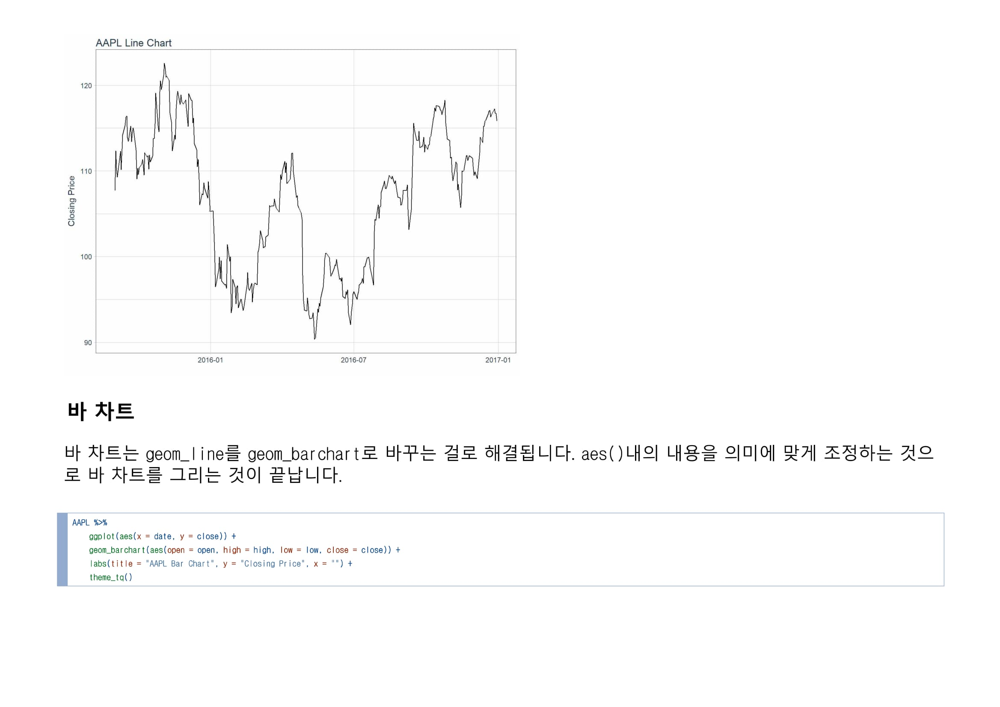 AAPL Line Chart
120
110
100
90
Closing Price
2016-01 2016-07 2017-01
바 차트
바 차트는 geom_line를 geom_barchart로 바꾸는 걸로 해결됩니다. aes()내의 내용을 의미에 맞게 조정하는 것으
로 바 차트를 그리는 것이 끝납니다.
AAPL %>%
    ggplot(aes(x = date, y = close)) +
    geom_barchart(aes(open = open, high = high, low = low, close = close)) +
    labs(title = "AAPL Bar Chart", y = "Closing Price", x = "") +
    theme_tq()